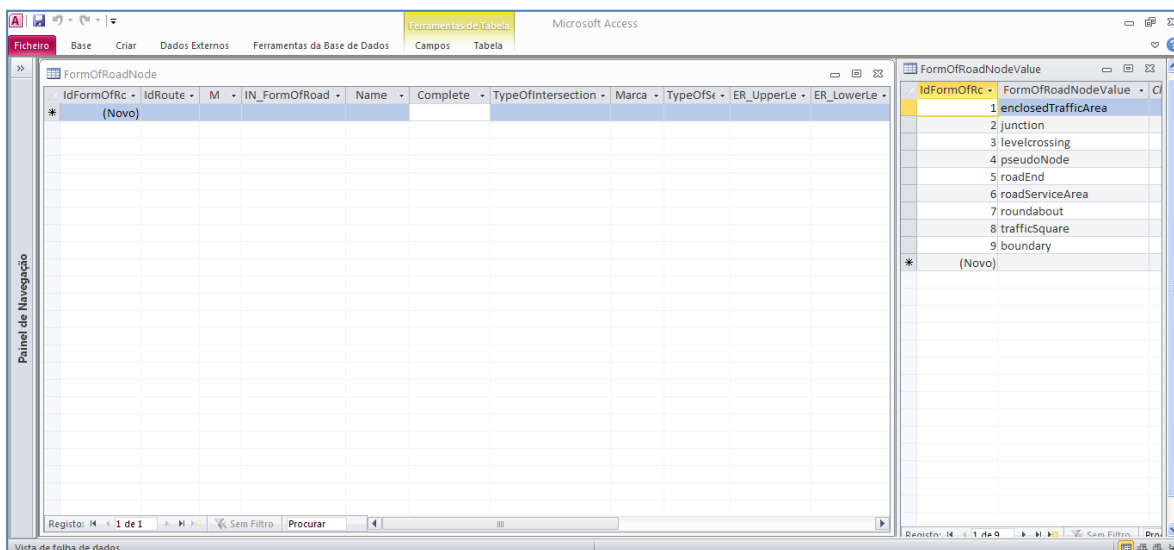 Ferramentas de Tabela Microsoft Access
Ficheiro Base Criar Dados Externos Ferramentas da Base de Dados Campos Tabela
Painel de Navegação
FormOfRoadNode
IdFormOfRc IdRoute M IN_FormOfRoad Name Complete TypeOfIntersection Marca TypeOfSe ER_UpperLe ER_LowerLe
(Novo)
Registo: 1 de 1 Sem Filtro Procurar
FormOfRoadNodeValue
IdFormOfRc FormOfRoadNodeValue Cl
1 enclosedTrafficArea
2 junction
3 levelcrossing
4 pseudoNode
5 roadEnd
6 roadServiceArea
7 roundabout
8 trafficSquare
9 boundary
(Novo)
Registo: 1 de 9 Sem Filtro Pro
Vista de folha de dados